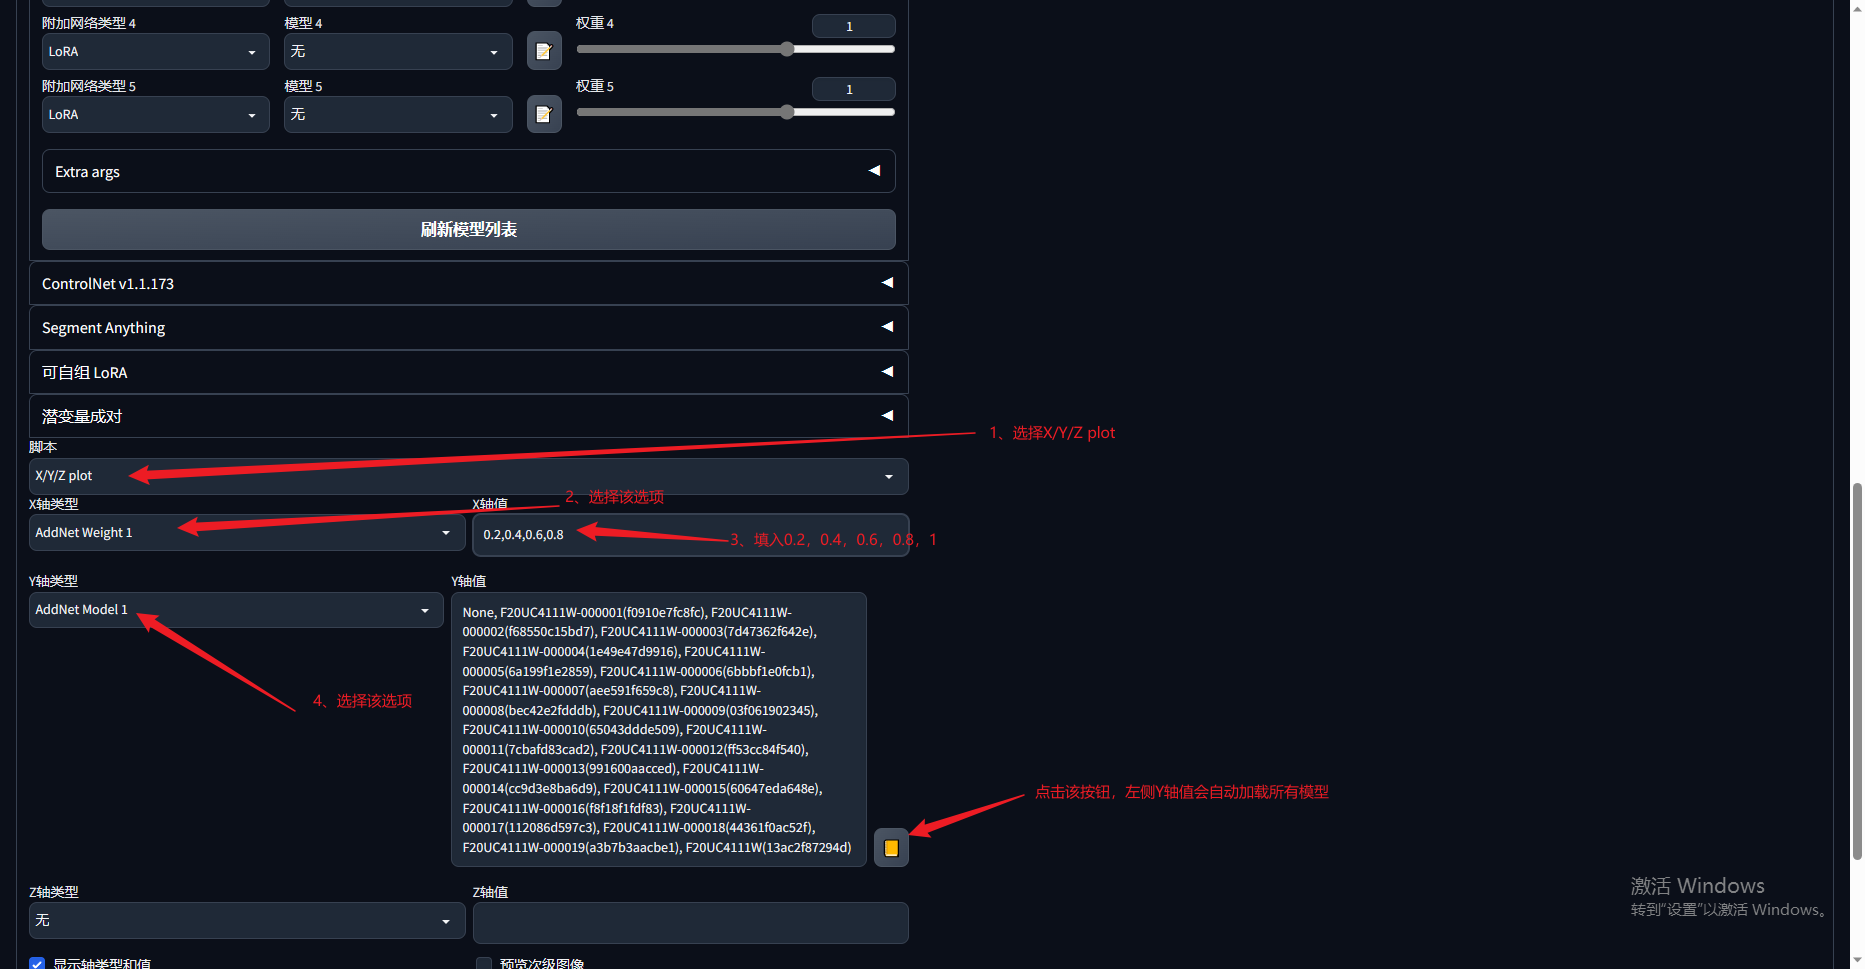 附加网络类型 4
模型 4
权重 4
LoRA
无
1
附加网络类型 5
模型 5
权重 5
LoRA
无
1
Extra args
刷新模型列表
ControlNet v1.1.173
Segment Anything
可自组 LoRA
潜变量成对
脚本
1、选择X/Y/Z plot
X/Y/Z plot
X轴类型
X轴值
2、选择该选项
AddNet Weight 1
0.2,0.4,0.6,0.8
3、填入0.2，0.4，0.6，0.8，1
Y轴类型
Y轴值
AddNet Model 1
None, F20UC4111W-000001(f0910e7fc8fc), F20UC4111W-
000002(f68550c15bd7), F20UC4111W-000003(7d47362f642e),
F20UC4111W-000004(1e49e47d9916), F20UC4111W-
000005(6a199f1e2859), F20UC4111W-000006(6bbbf1e0fcb1),
F20UC4111W-000007(aee591f659c8), F20UC4111W-
000008(bec42e2fdddb), F20UC4111W-000009(03f061902345),
F20UC4111W-000010(65043ddde509), F20UC4111W-
000011(7cbafd83cad2), F20UC4111W-000012(ff53cc84f540),
F20UC4111W-000013(991600aacced), F20UC4111W-
000014(cc9d3e8ba6d9), F20UC4111W-000015(60647eda648e),
F20UC4111W-000016(f8f18f1fdf83), F20UC4111W-
000017(112086d597c3), F20UC4111W-000018(44361f0ac52f),
F20UC4111W-000019(a3b7b3aacbe1), F20UC4111W(13ac2f87294d)
4、选择该选项
点击该按钮，左侧Y轴值会自动加载所有模型
Z轴类型
Z轴值
无
激活 Windows
转到“设置”以激活 Windows。
显示轴类型和值
预览次级图像